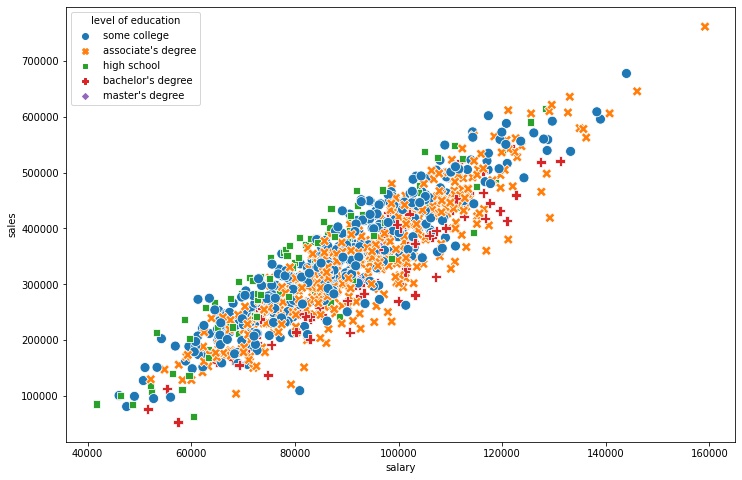 level of education
some college
associate's degree
high school
bachelor's degree
master's degree
700000
600000
500000
400000
300000
200000
100000
sales
40000 60000 80000 100000 120000 140000 160000
salary